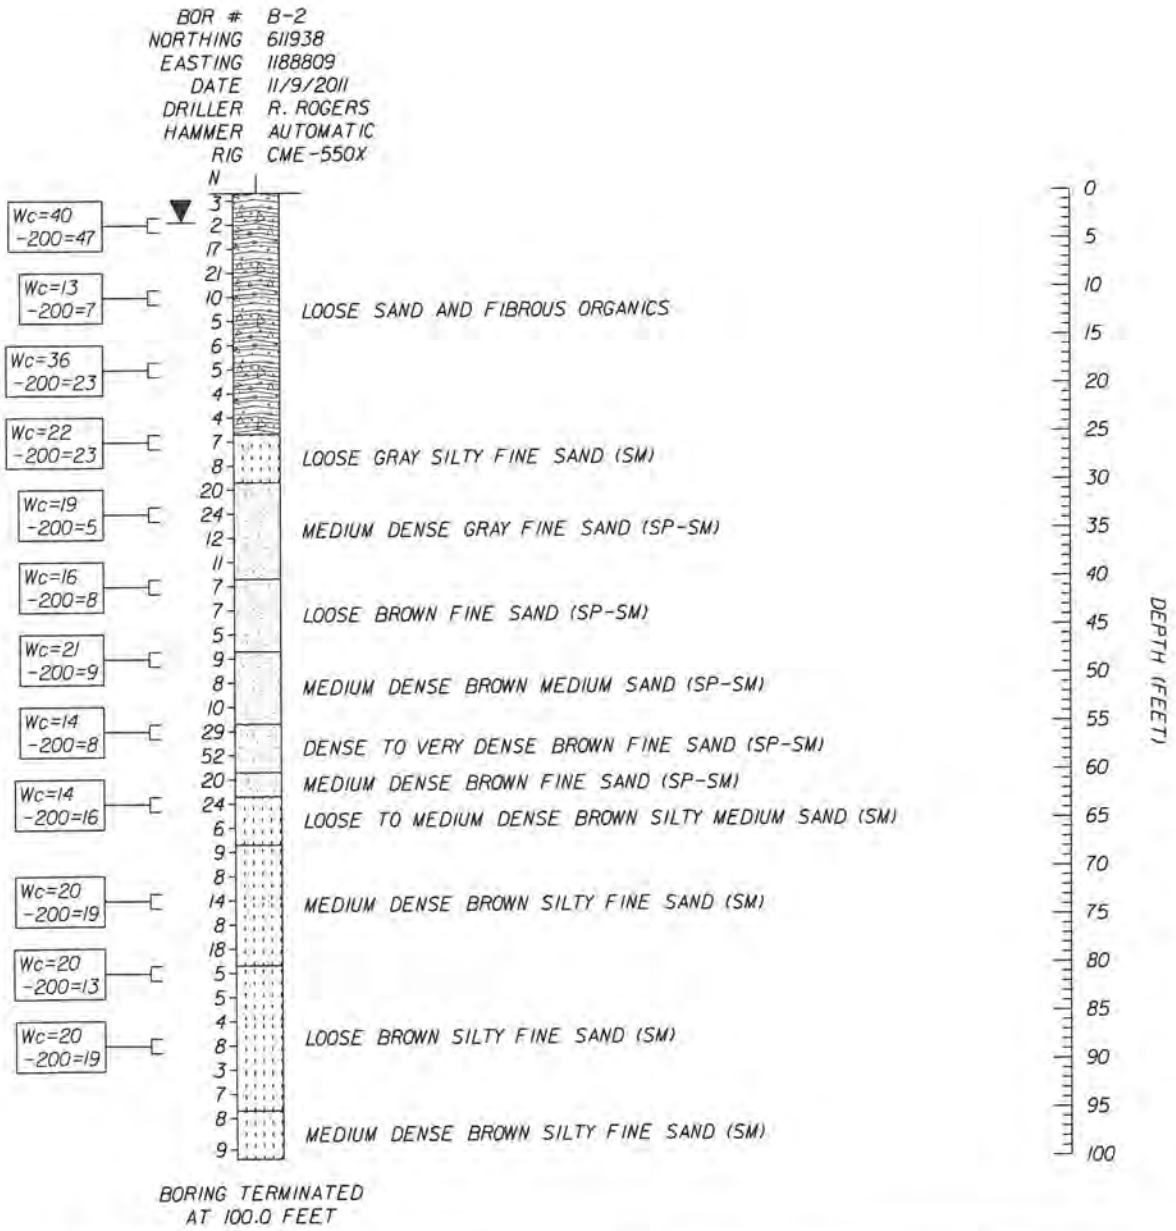 BOR # B-2
NORTHING 611938
EASTING 1188809
DATE 11/9/2011
DRILLER R. ROGERS
HAMMER AUTOMATIC
RIG CME-550X
N
3
Wc=40
-200=47
2
17
21
Wc=13
-200=7
10
LOOSE SAND AND FIBROUS ORGANICS
5
6
Wc=36
-200=23
5
4
4
Wc=22
-200=23
7
LOOSE GRAY SILTY FINE SAND (SM)
8
20
Wc=19
-200=5
24
MEDIUM DENSE GRAY FINE SAND (SP-SM)
12
11
Wc=16
-200=8
7
7
LOOSE BROWN FINE SAND (SP-SM)
5
Wc=21
-200=9
9
8
MEDIUM DENSE BROWN MEDIUM SAND (SP-SM)
10
Wc=14
-200=8
29
DENSE TO VERY DENSE BROWN FINE SAND (SP-SM)
52
20
MEDIUM DENSE BROWN FINE SAND (SP-SM)
Wc=14
-200=16
24
LOOSE TO MEDIUM DENSE BROWN SILTY MEDIUM SAND (SM)
6
9
8
Wc=20
-200=19
14
MEDIUM DENSE BROWN SILTY FINE SAND (SM)
8
18
Wc=20
-200=13
5
5
4
LOOSE BROWN SILTY FINE SAND (SM)
Wc=20
-200=19
8
3
7
8
MEDIUM DENSE BROWN SILTY FINE SAND (SM)
9
BORING TERMINATED
AT 100.0 FEET
0
5
10
15
20
25
30
35
40
45
50
55
60
65
70
75
80
85
90
95
100
DEPTH (FEET)